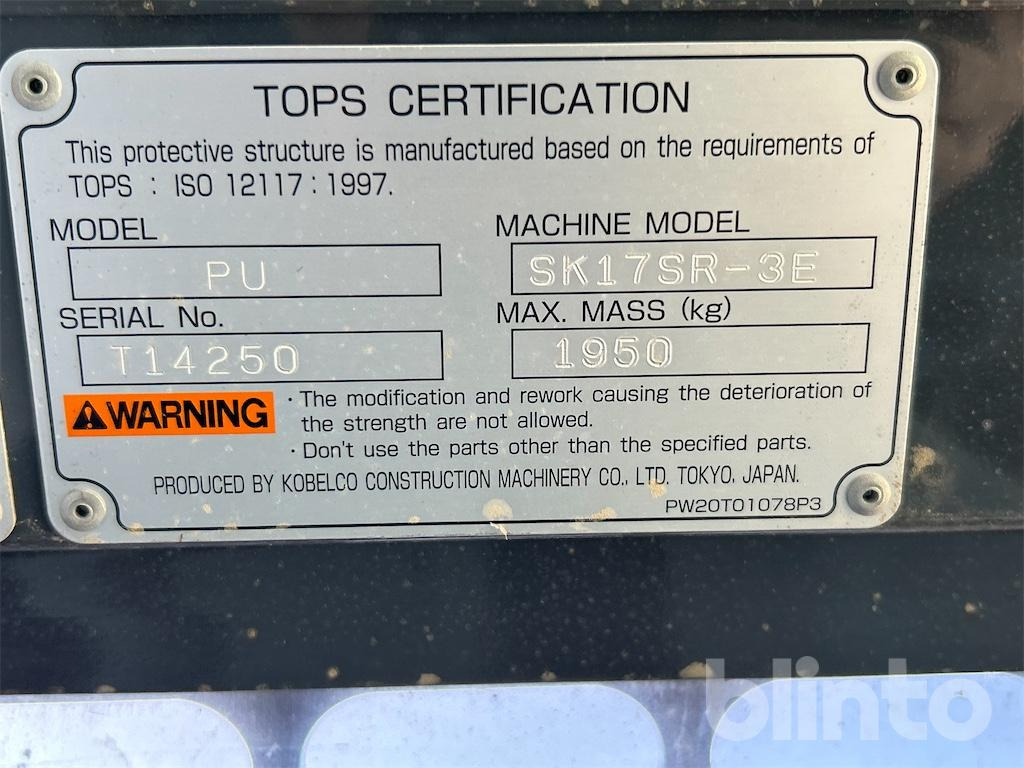 TOPS CERTIFICATION
This protective structure is manufactured based on the requirements of
TOPS : ISO 12117 : 1997.
MODEL
PU
MACHINE MODEL
SK17SR-3E
SERIAL No.
T14250
MAX. MASS (kg)
1950
WARNING
· The modification and rework causing the deterioration of
the strength are not allowed.
· Don't use the parts other than the specified parts.
PRODUCED BY KOBELCO CONSTRUCTION MACHINERY CO., LTD. TOKYO, JAPAN.
PW20T01078P3
blinto